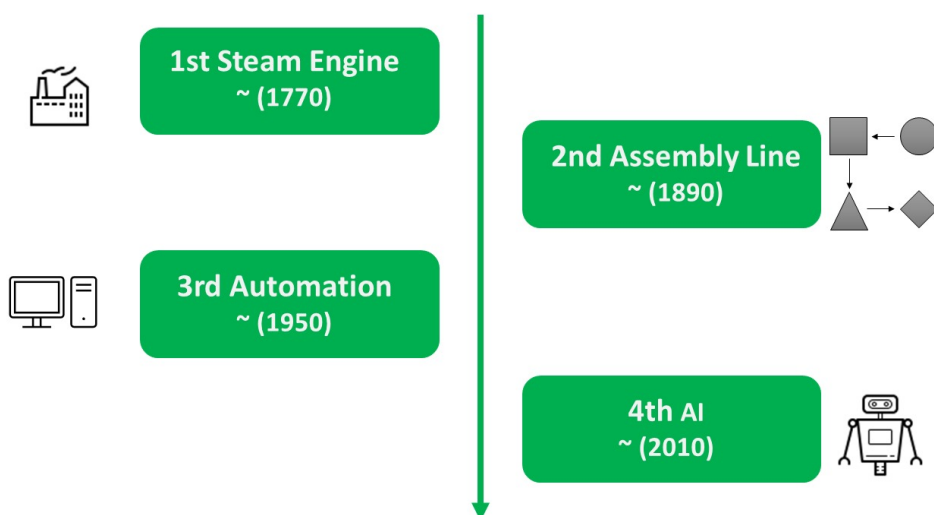 1st Steam Engine
~ (1770)
2nd Assembly Line
~ (1890)
3rd Automation
~ (1950)
4th AI
~ (2010)